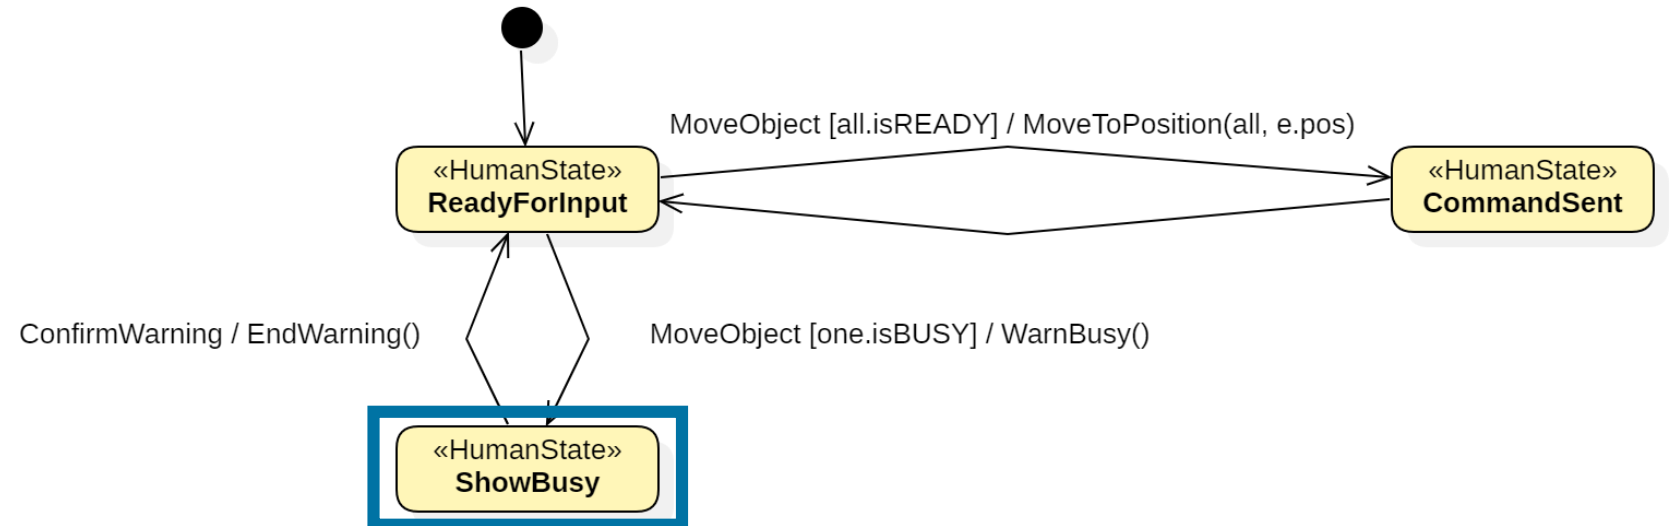 MoveObject [all.isREADY] / MoveToPosition(all, e.pos)
«HumanState»
ReadyForInput
«HumanState»
CommandSent
ConfirmWarning / EndWarning()
MoveObject [one.isBUSY] / WarnBusy()
«HumanState»
ShowBusy